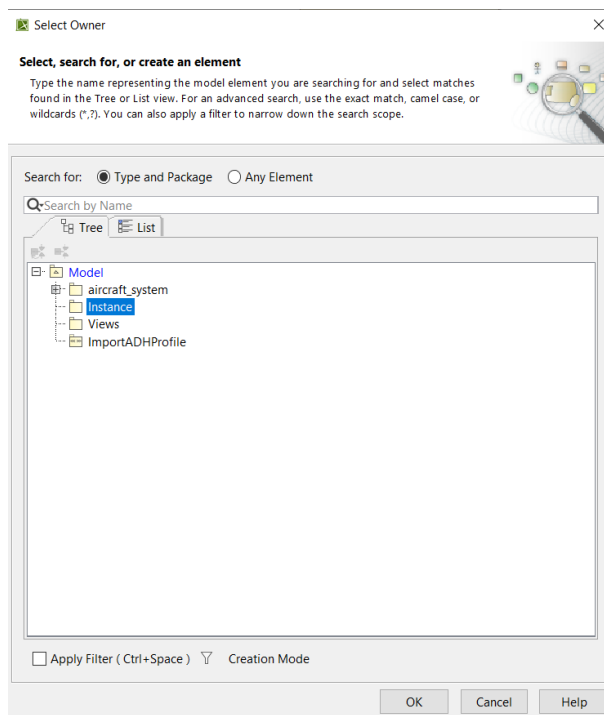 Select Owner
Select, search for, or create an element
Type the name representing the model element you are searching for and select matches
found in the Tree or List view. For an advanced search, use the exact match, camel case, or
wildcards (*,?). You can also apply a filter to narrow down the search scope.
Search for: Type and Package Any Element
Search by Name
Tree List
Model
aircraft_system
Instance
Views
ImportADHProfile
Apply Filter ( Ctrl+Space ) Creation Mode
OK Cancel Help